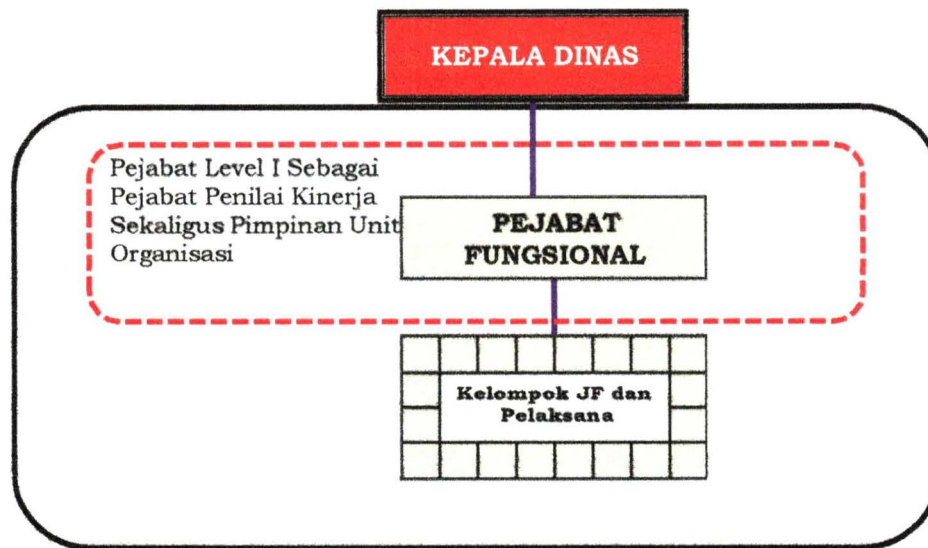 KEPALA DINAS
Pejabat Level I Sebagai
Pejabat Penilai Kinerja
Sekaligus Pimpinan Unit
Organisasi
PEJABAT
FUNGSIONAL
Kelompok JF dan
Pelaksana